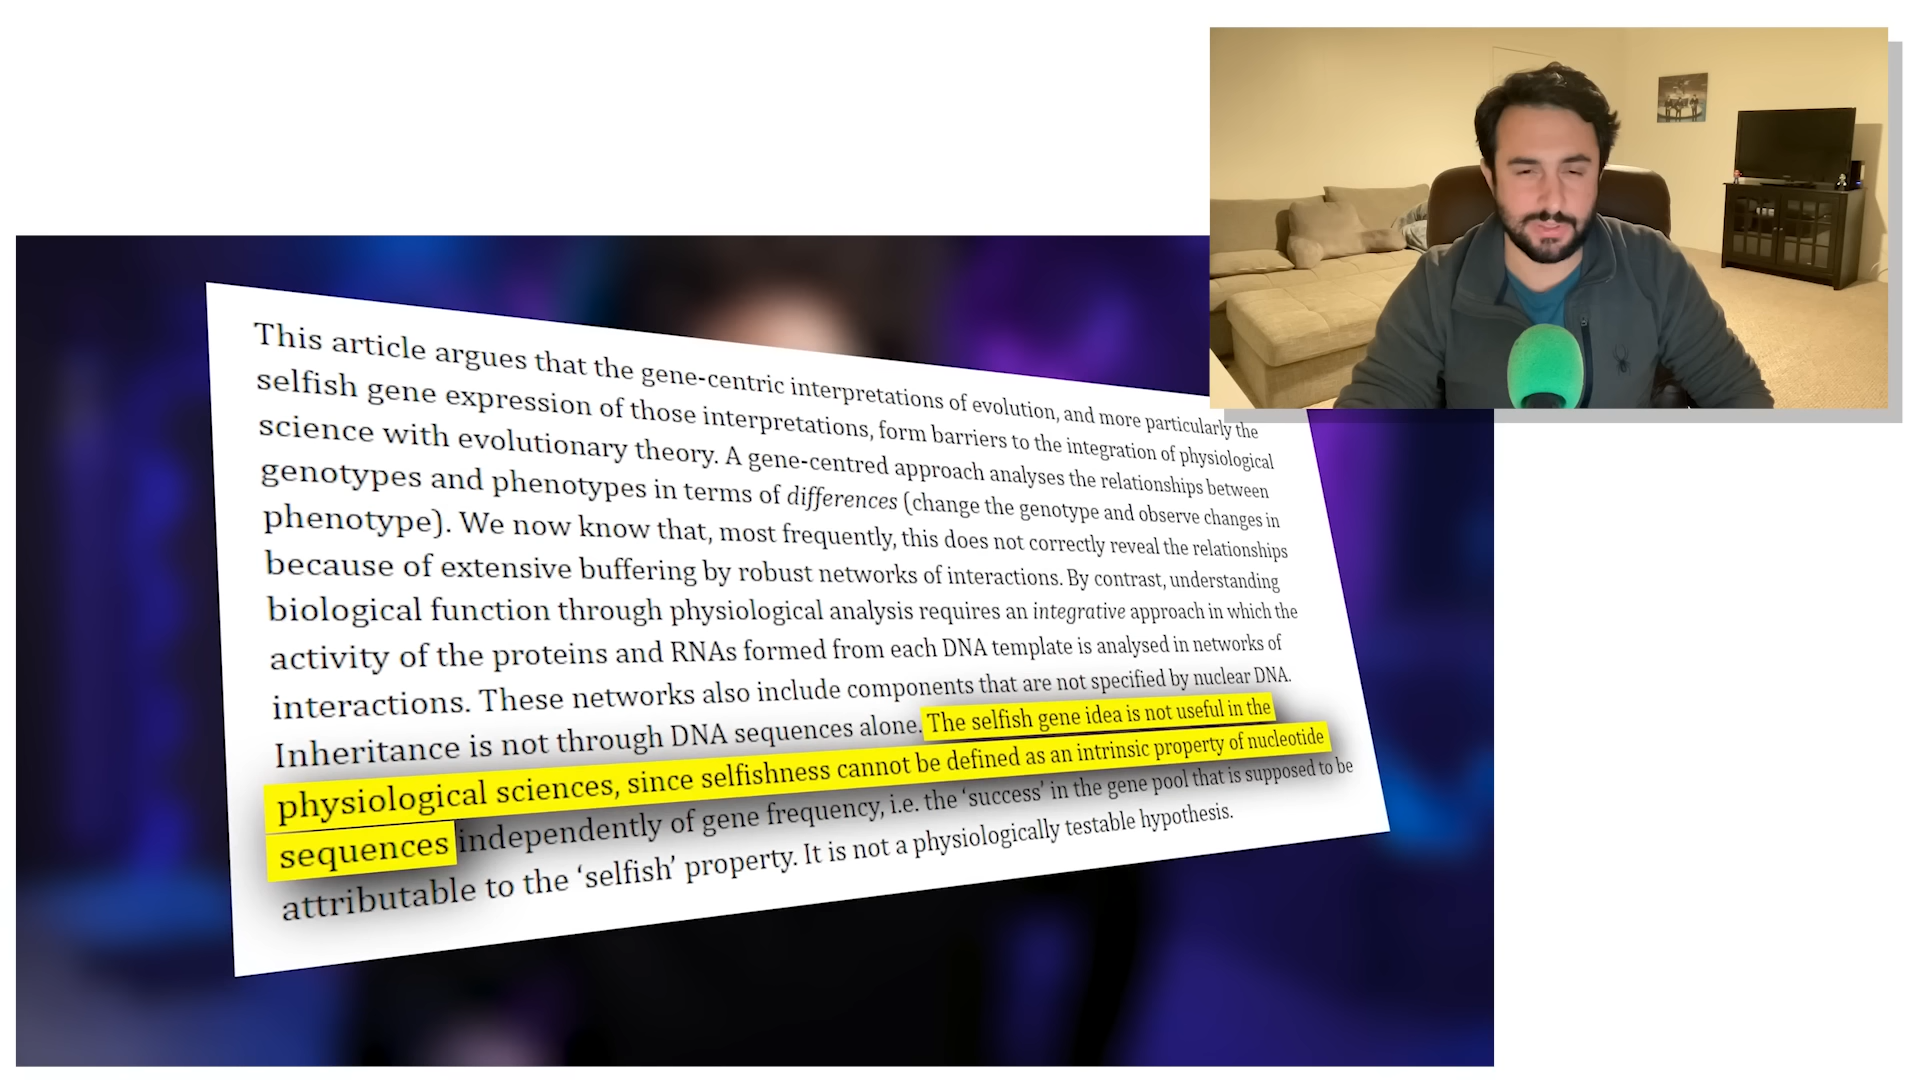 This article argues that the gene-centric interpretations of evolution, and more particularly the
selfish gene expression of those interpretations, form barriers to the integration of physiological
science with evolutionary theory. A gene-centred approach analyses the relationships between
genotypes and phenotypes in terms of differences (change the genotype and observe changes in
phenotype). We now know that, most frequently, this does not correctly reveal the relationships
because of extensive buffering by robust networks of interactions. By contrast, understanding
biological function through physiological analysis requires an integrative approach in which the
activity of the proteins and RNAs formed from each DNA template is analysed in networks of
interactions. These networks also include components that are not specified by nuclear DNA.
Inheritance is not through DNA sequences alone. The selfish gene idea is not useful in the
physiological sciences, since selfishness cannot be defined as an intrinsic property of nucleotide
sequences independently of gene frequency, i.e. the ‘success’ in the gene pool that is supposed to be
attributable to the ‘selfish’ property. It is not a physiologically testable hypothesis.